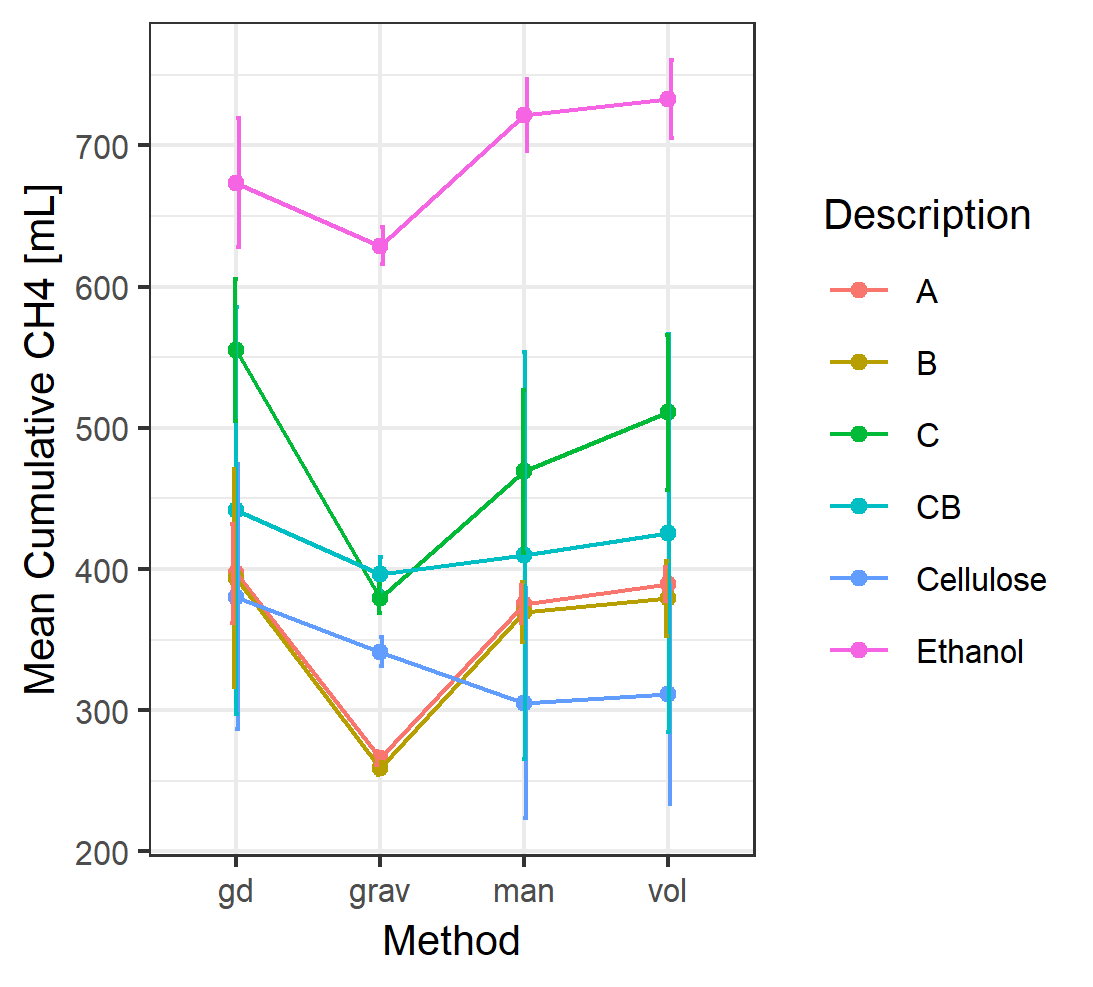 Mean Cumulative CH4 [mL]
700
600
500
400
300
200
gd grav man vol
Method
Description
A
B
C
CB
Cellulose
Ethanol